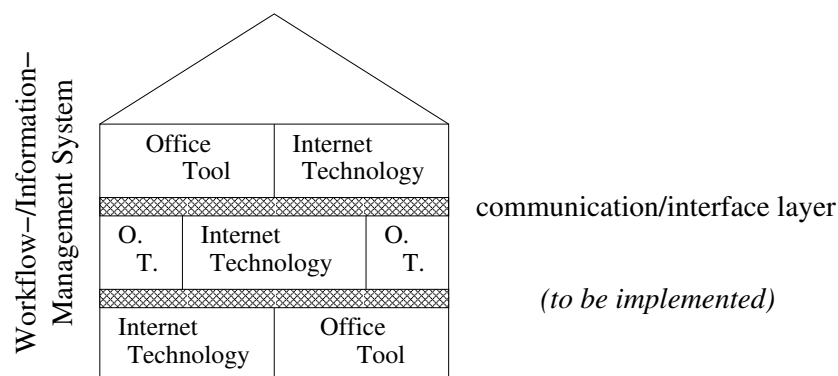 Workflow-/Information-
Management System
Office Internet
Tool Technology
communication/interface layer
O. Internet O.
T. Technology T.
(to be implemented)
Internet Office
Technology Tool